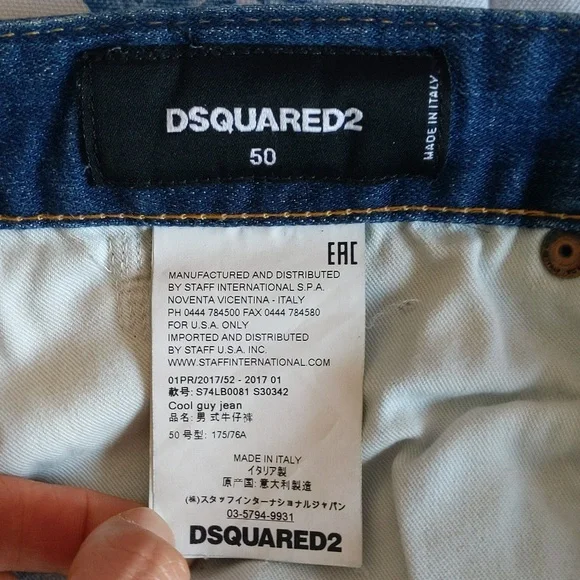 DSQUARED2
50
MADE IN ITALY
EAC
MANUFACTURED AND DISTRIBUTED
BY STAFF INTERNATIONAL S.P.A.
NOVENTA VICENTINA - ITALY
PH 0444 784500 FAX 0444 784580
FOR U.S.A. ONLY
IMPORTED AND DISTRIBUTED
BY STAFF U.S.A. INC.
WWW.STAFFINTERNATIONAL.COM
01PR/2017/52 - 2017 01
款号: S74LB0081 S30342
Cool guy jean
品名: 男式牛仔裤
50 号型: 175/76A
MADE IN ITALY
イタリア製
原产国: 意大利製造
(株)スタッフインターナショナルジャパン
03-5794-9931
DSQUARED2